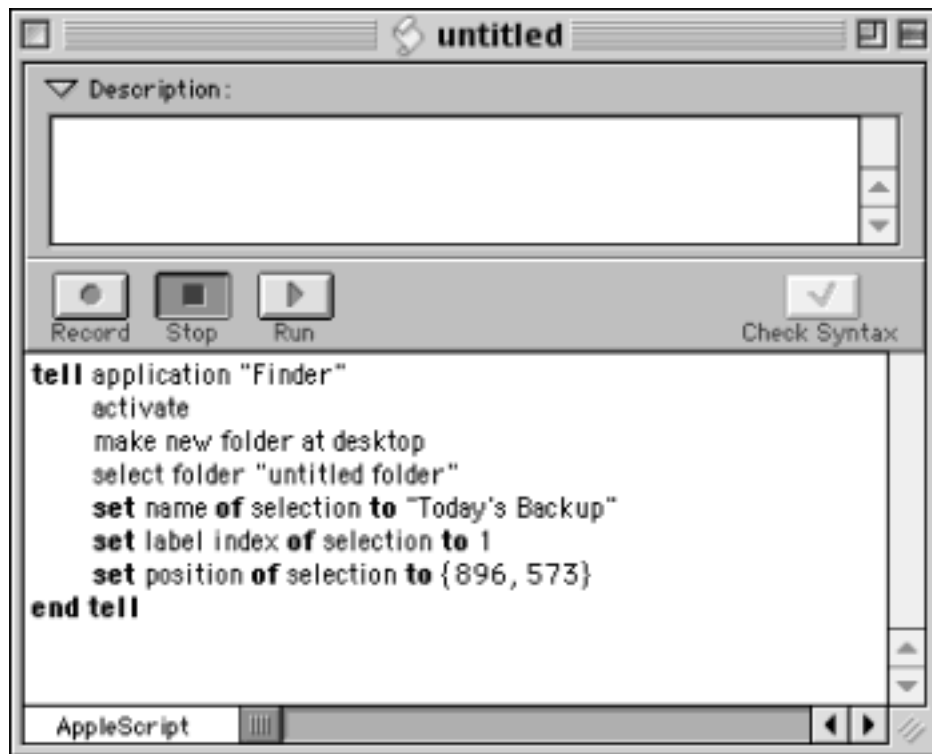 untitled
Description:
Record Stop Run Check Syntax
tell application "Finder"
activate
make new folder at desktop
select folder "untitled folder"
set name of selection to "Today's Backup"
set label index of selection to 1
set position of selection to {896, 573}
end tell
AppleScript